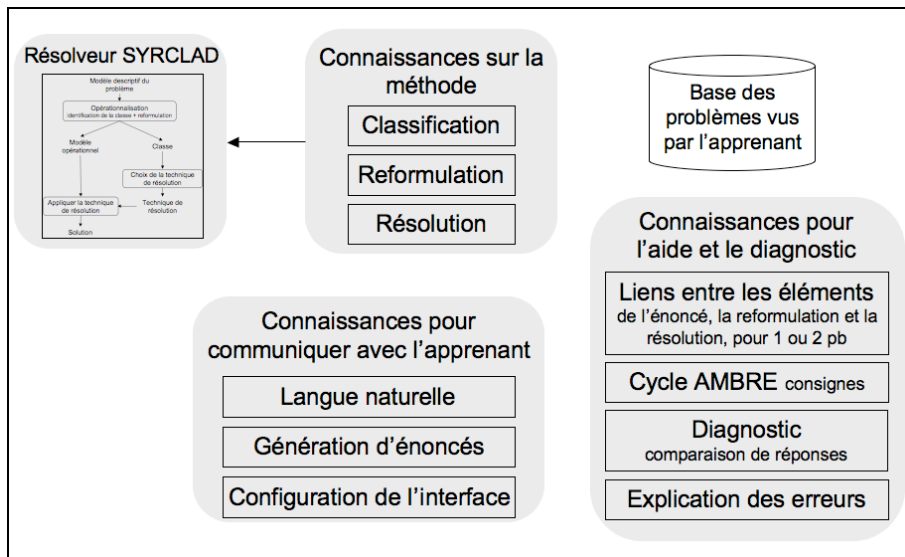 Résolveur SYRCLAD
Modèle descriptif du
problème
Opérationnalisation
identification de la classe + reformulation
Modèle
opérationnel
Classe
Choix de la technique
de résolution
Appliquer la technique
de résolution
Technique de
résolution
Solution
Connaissances sur la
méthode
Classification
Reformulation
Résolution
Base des
problèmes vus
par l’apprenant
Connaissances pour
communiquer avec l’apprenant
Langue naturelle
Génération d’énoncés
Configuration de l’interface
Connaissances pour
l’aide et le diagnostic
Liens entre les éléments
de l’énoncé, la reformulation et la
résolution, pour 1 ou 2 pb
Cycle AMBRE consignes
Diagnostic
comparaison de réponses
Explication des erreurs